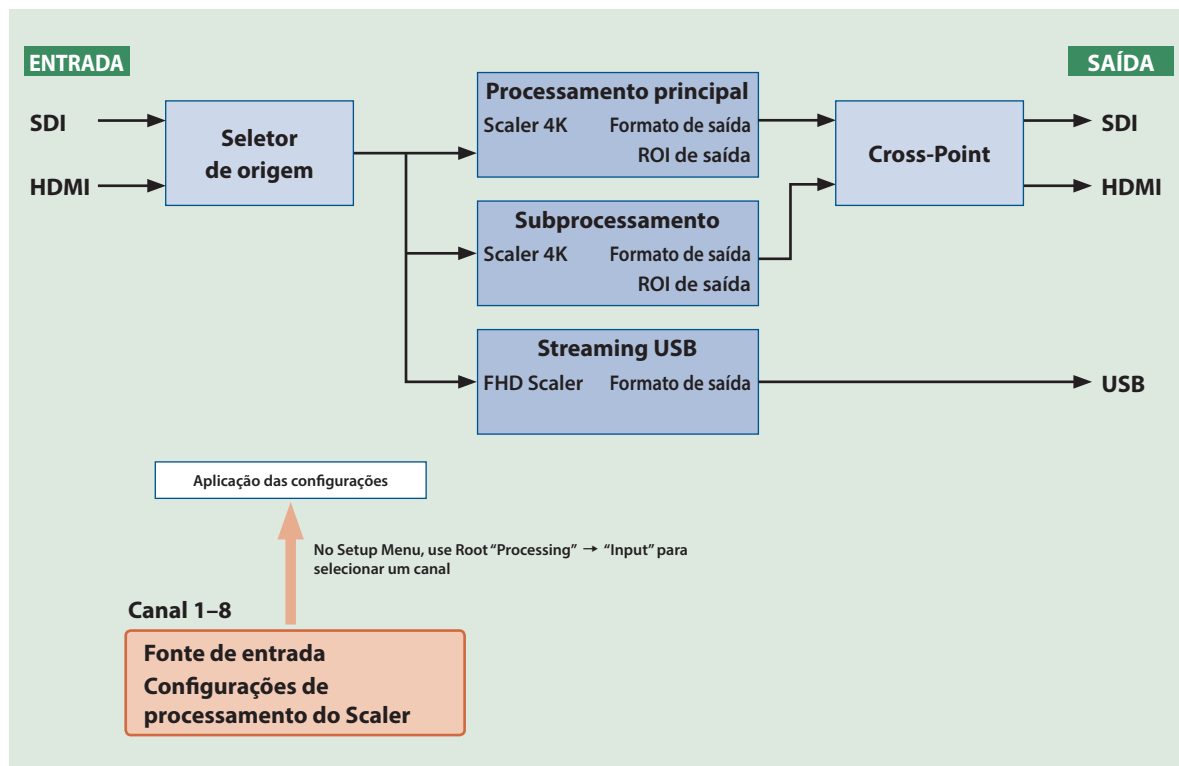 ENTRADA
SAÍDA
SDI
HDMI
Seletor
de origem
Processamento principal
Scaler 4K Formato de saída
ROI de saída
Subprocessamento
Scaler 4K Formato de saída
ROI de saída
Streaming USB
FHD Scaler Formato de saída
Cross-Point
SDI
HDMI
USB
Aplicação das configurações
No Setup Menu, use Root “Processing” → “Input” para
selecionar um canal
Canal 1–8
Fonte de entrada
Configurações de
processamento do Scaler